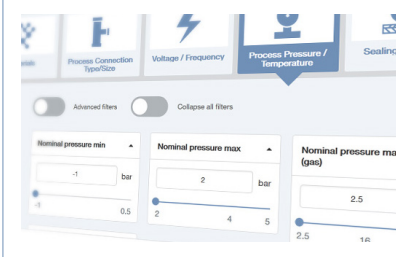 Process Connection
Type/Size
Voltage / Frequency
Process Pressure /
Temperature
Sealing
Advanced filters
Collapse all filters
Nominal pressure min
-1
bar
-1
0.5
Nominal pressure max
2
bar
2
4
5
Nominal pressure ma
(gas)
2.5
2.5
16